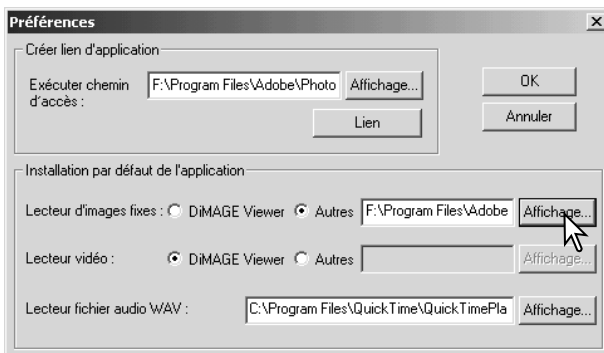 Préférences
Créer lien d'application
Exécuter chemin d'accès : F:\Program Files\Adobe\Photo Affichage... OK
Lien Annuler
Installation par défaut de l'application
Lecteur d'images fixes : DiMAGE Viewer Autres F:\Program Files\Adobe Affichage...
Lecteur vidéo : DiMAGE Viewer Autres Affichage...
Lecteur fichier audio WAV : C:\Program Files\QuickTime\QuickTimePla Affichage...